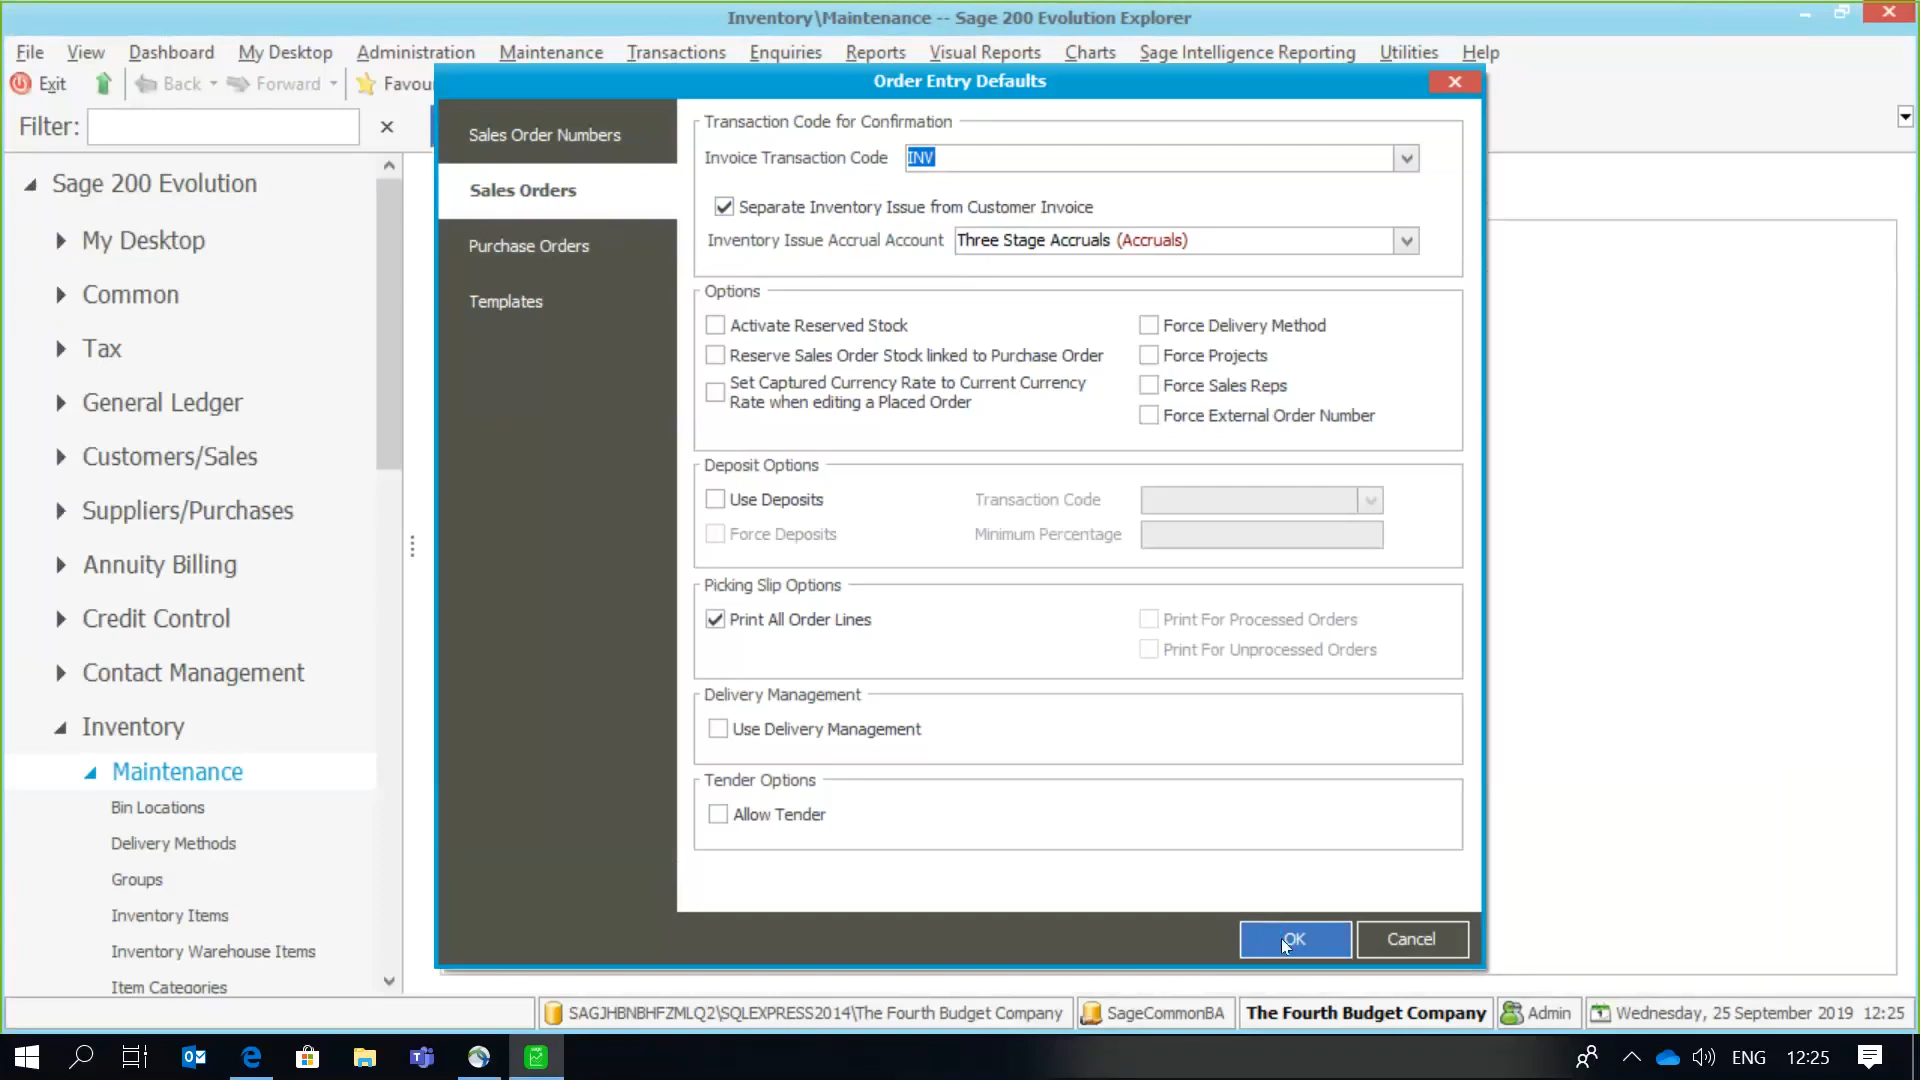 Inventory\Maintenance -- Sage 200 Evolution Explorer
File View Dashboard My Desktop Administration Maintenance Transactions Enquiries Reports Visual Reports Charts Sage Intelligence Reporting Utilities Help
Exit Back Forward Favou
Order Entry Defaults
Filter:
Sage 200 Evolution
My Desktop
Common
Tax
General Ledger
Customers/Sales
Suppliers/Purchases
Annuity Billing
Credit Control
Contact Management
Inventory
Maintenance
Bin Locations
Delivery Methods
Groups
Inventory Items
Inventory Warehouse Items
Item Categories
Sales Order Numbers
Sales Orders
Purchase Orders
Templates
Transaction Code for Confirmation
Invoice Transaction Code INV
Separate Inventory Issue from Customer Invoice
Inventory Issue Accrual Account Three Stage Accruals (Accruals)
Options
Activate Reserved Stock
Reserve Sales Order Stock linked to Purchase Order
Set Captured Currency Rate to Current Currency
Rate when editing a Placed Order
Force Delivery Method
Force Projects
Force Sales Reps
Force External Order Number
Deposit Options
Use Deposits Transaction Code
Force Deposits Minimum Percentage
Picking Slip Options
Print All Order Lines Print For Processed Orders
Print For Unprocessed Orders
Delivery Management
Use Delivery Management
Tender Options
Allow Tender
OK Cancel
SAGJHBNBHFZMLQ2\SQLEXPRESS2014\The Fourth Budget Company SageCommonBA The Fourth Budget Company Admin Wednesday, 25 September 2019 12:25
ENG 12:25